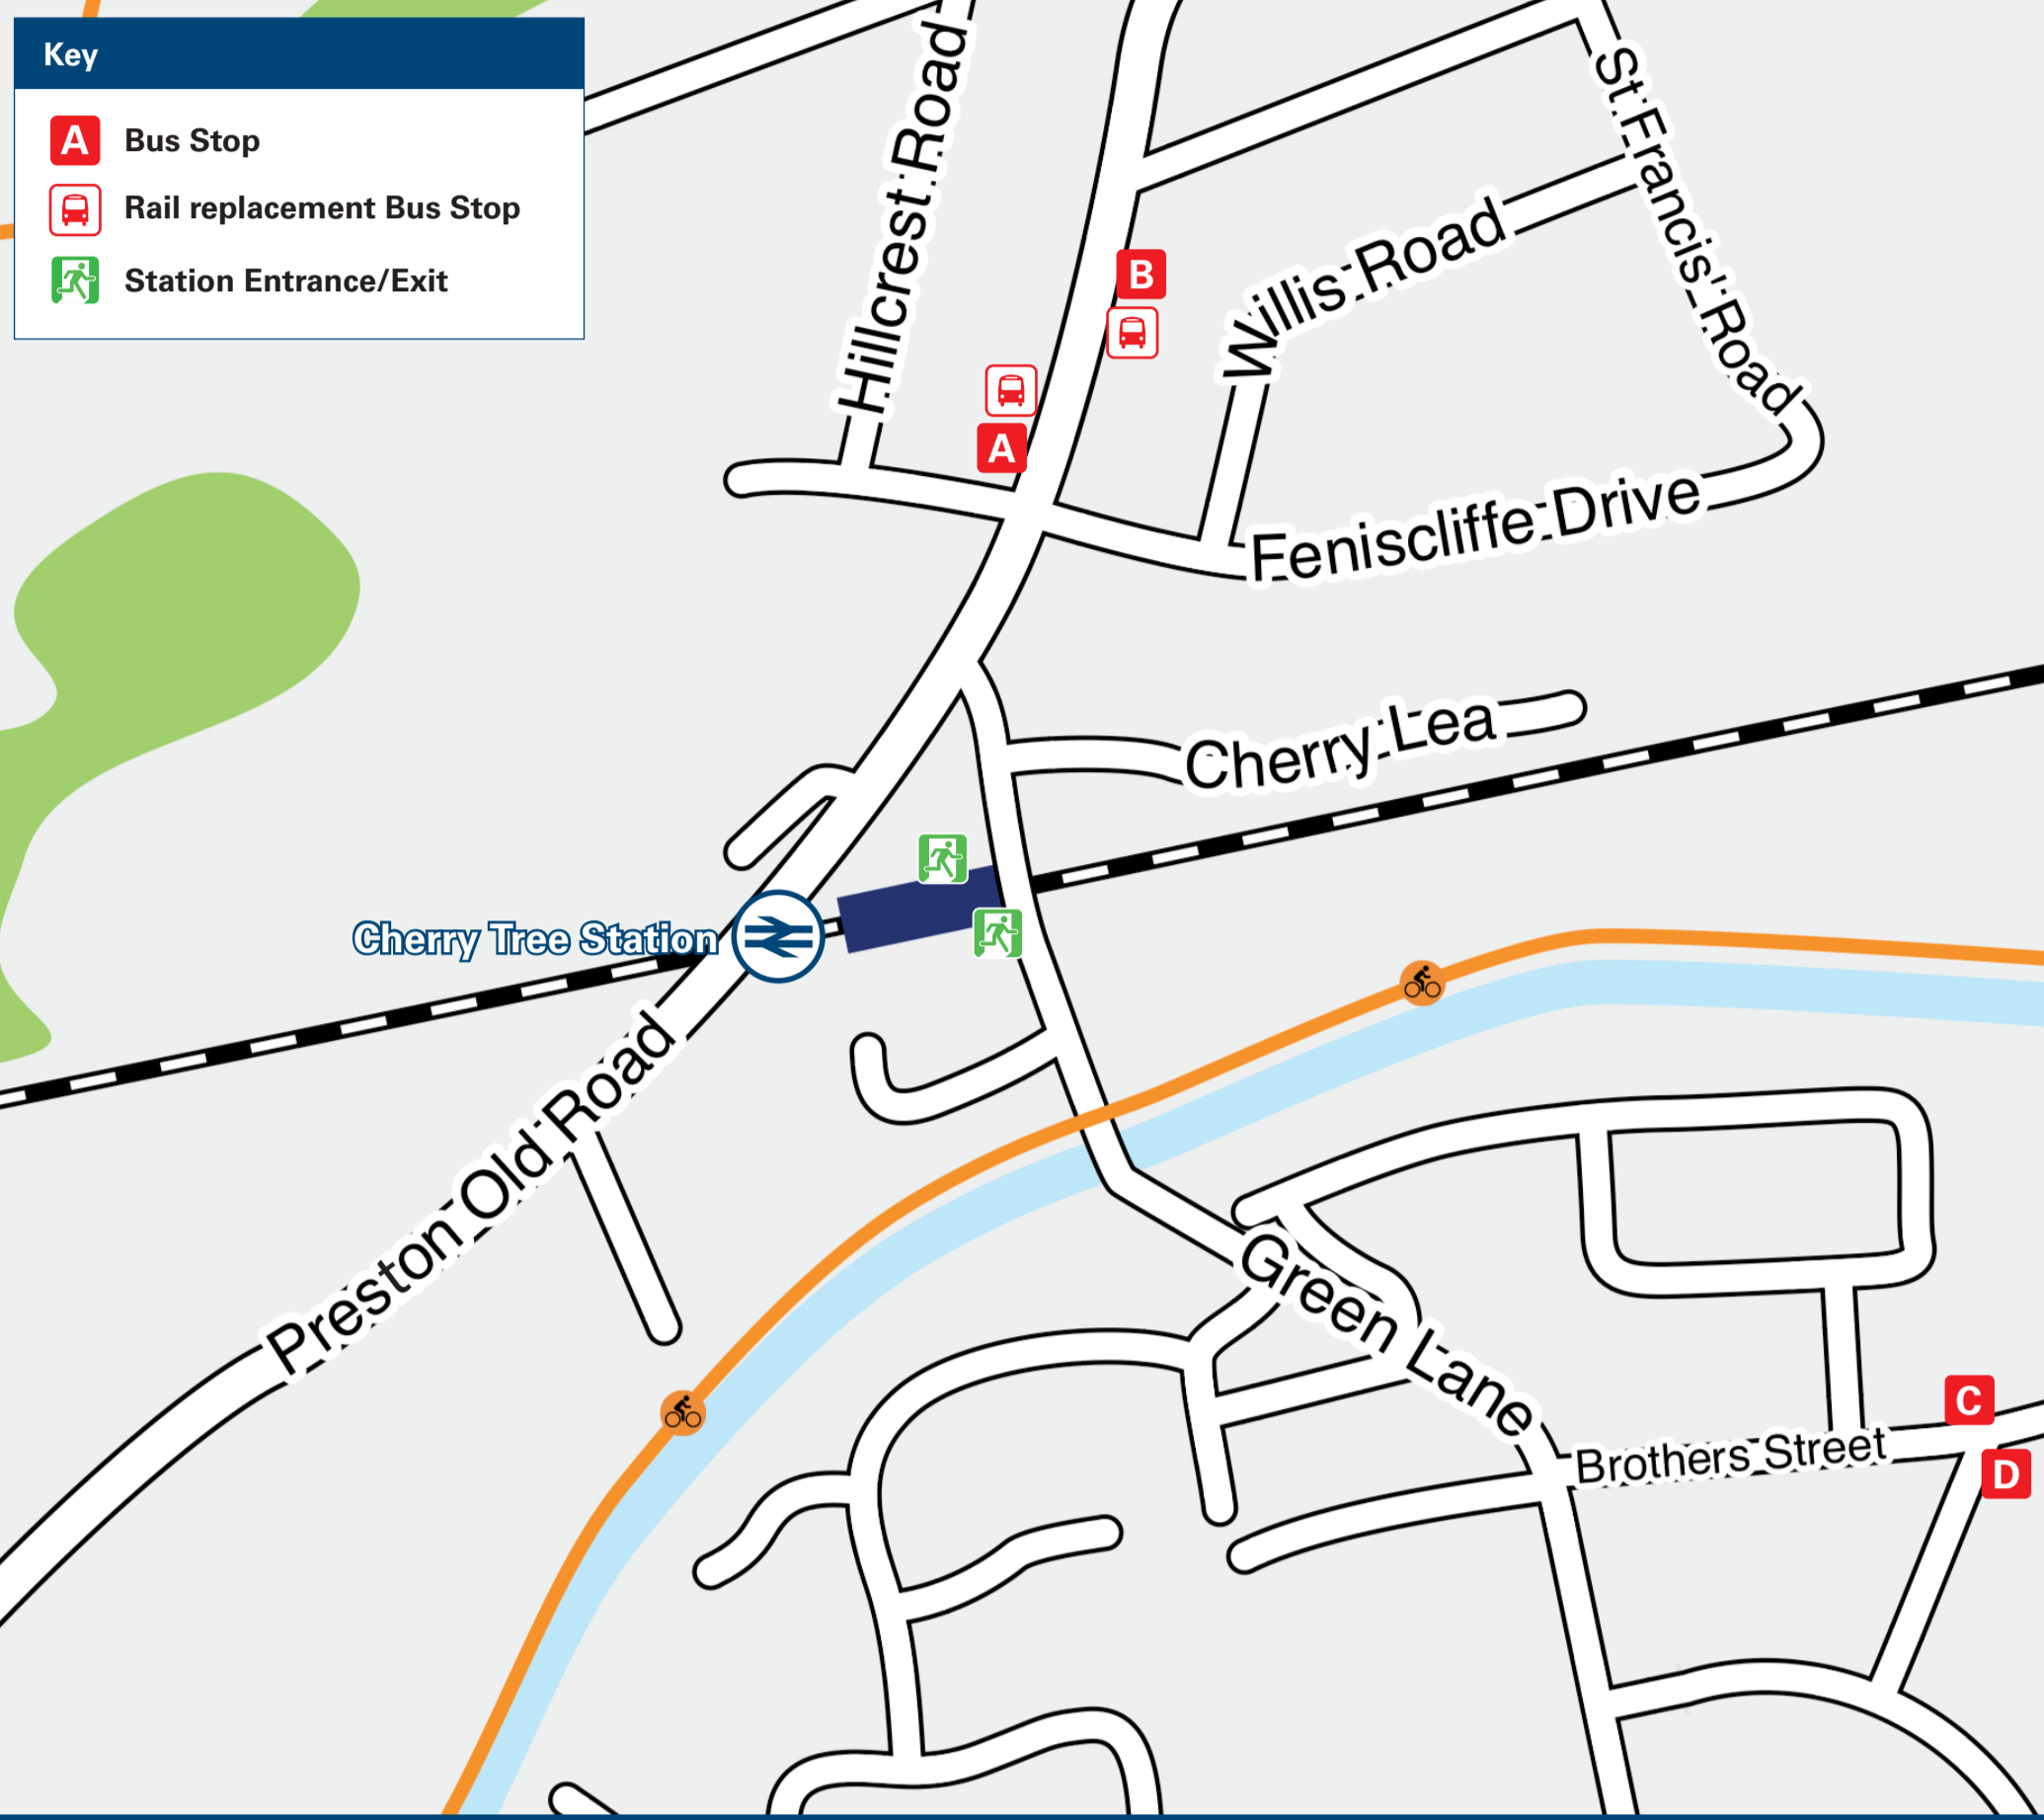 Key
A Bus Stop
Rail replacement Bus Stop
Station Entrance/Exit
Hillcrest Road
St Francis' Road
Willis Road
B
A
Feniscliffe Drive
Cherry Lea
Cherry Tree Station
Preston Old Road
Green Lane
C
Brothers Street
D